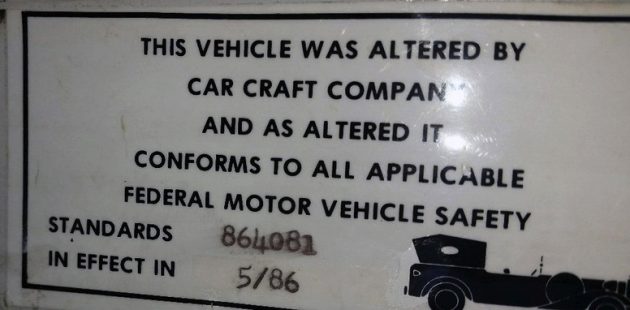 THIS VEHICLE WAS ALTERED BY
CAR CRAFT COMPANY
AND AS ALTERED IT
CONFORMS TO ALL APPLICABLE
FEDERAL MOTOR VEHICLE SAFETY
STANDARDS 864081
IN EFFECT IN 5/86